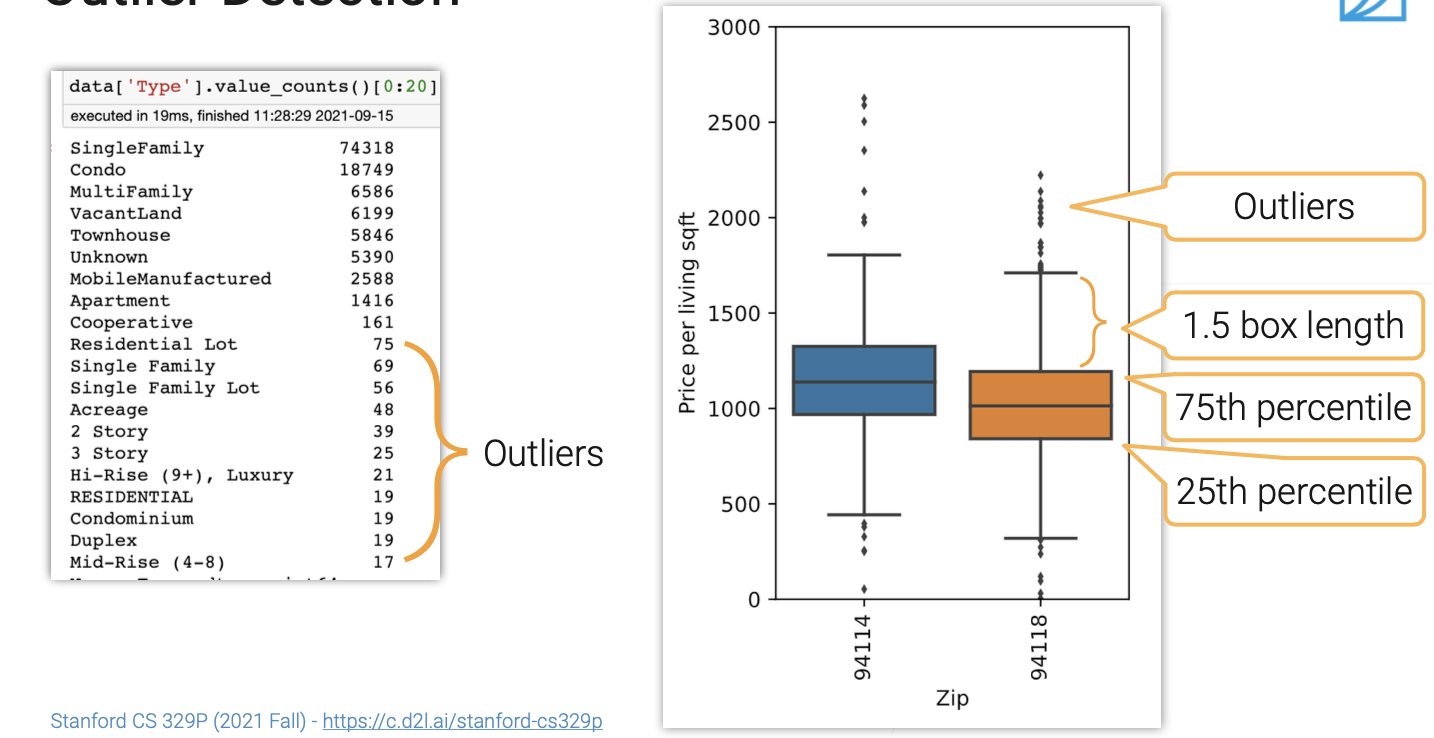 Outlier Detection
data['Type'].value_counts()[0:20]
executed in 19ms, finished 11:28:29 2021-09-15
SingleFamily 74318
Condo 18749
MultiFamily 6586
VacantLand 6199
Townhouse 5846
Unknown 5390
MobileManufactured 2588
Apartment 1416
Cooperative 161
Residential Lot 75
Single Family 69
Single Family Lot 56
Acreage 48
2 Story 39
3 Story 25
Hi-Rise (9+), Luxury 21
RESIDENTIAL 19
Condominium 19
Duplex 19
Mid-Rise (4-8) 17
Outliers
3000
2500
2000
1500
1000
500
0
Price per living sqft
94114
94118
Zip
Outliers
1.5 box length
75th percentile
25th percentile
Stanford CS 329P (2021 Fall) - https://c.d2l.ai/stanford-cs329p